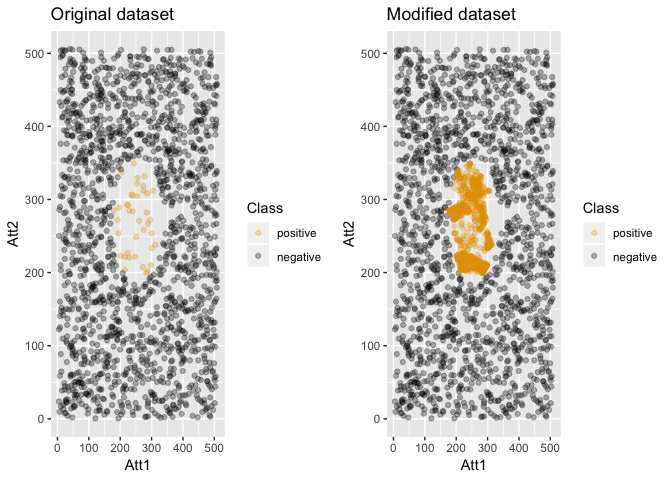 Original dataset
Att2
500
400
300
200
100
0
0 100 200 300 400 500
Att1
Class
positive
negative
Modified dataset
Att2
500
400
300
200
100
0
0 100 200 300 400 500
Att1
Class
positive
negative